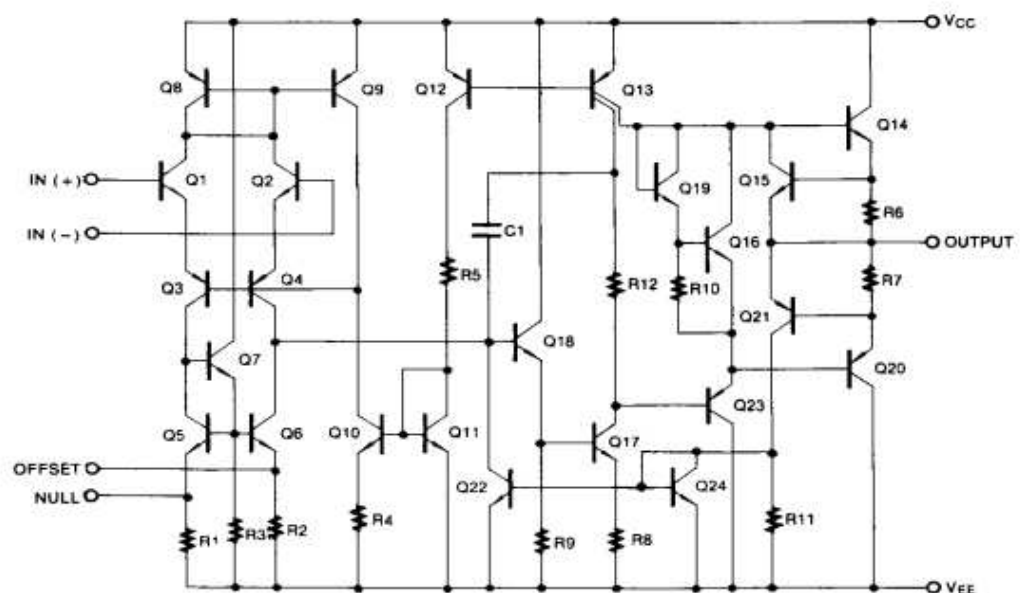 VCC
Q8
Q9
Q12
Q13
Q14
IN (+)
Q1
Q2
Q19
Q15
R6
IN (-)
C1
Q16
OUTPUT
Q3
Q4
R5
R12
R10
R7
Q21
Q7
Q18
Q20
Q23
Q5
Q6
Q10
Q11
Q17
OFFSET
Q22
Q24
NULL
R1
R3
R2
R4
R9
R8
R11
VEE